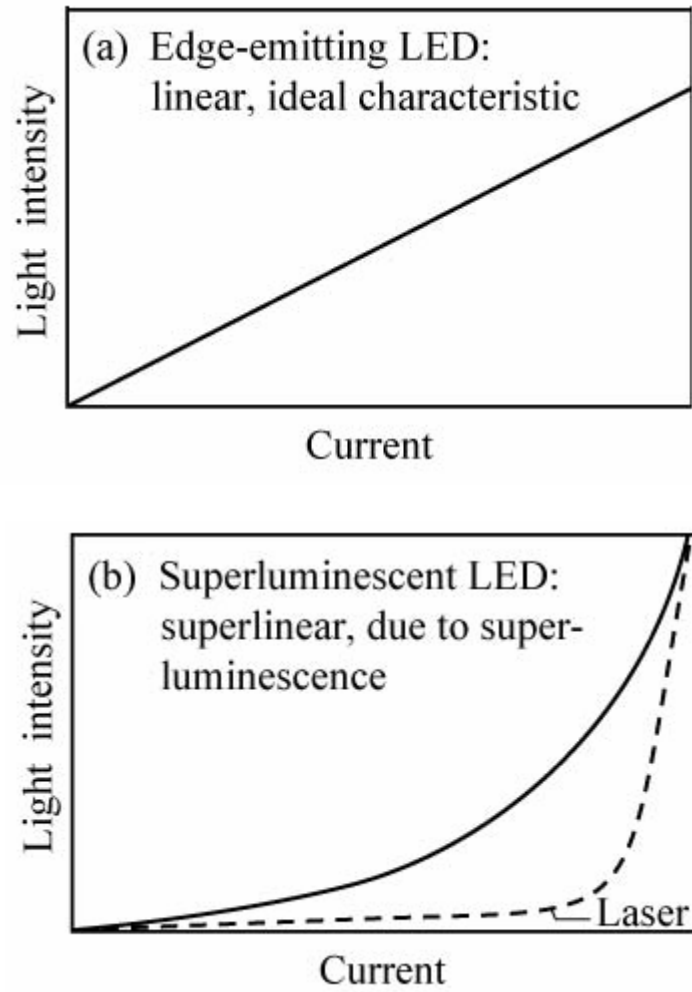 (a) Edge-emitting LED:
linear, ideal characteristic
Light intensity
Current
(b) Superluminescent LED:
superlinear, due to super-
luminescence
Light intensity
Laser
Current